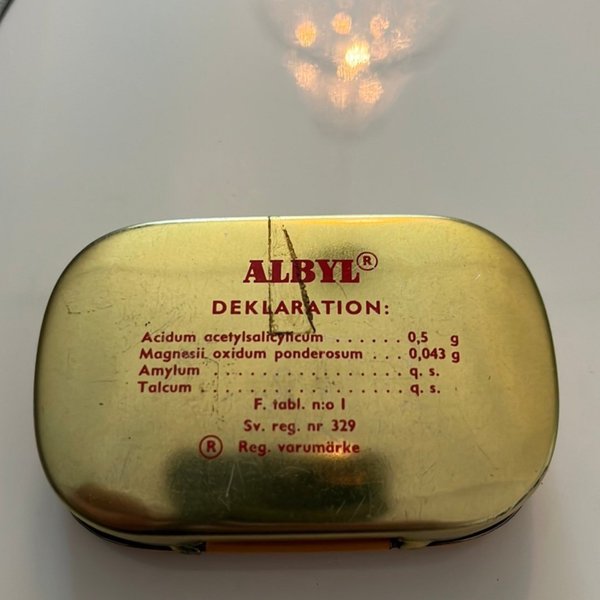 ALBYL®
DEKLARATION:
Acidum acetylsalicylicum . . . . . . 0,5 g
Magnesii oxidum ponderosum . . . 0,043 g
Amylum . . . . . . . . . . . . . . . . . . q. s.
Talcum . . . . . . . . . . . . . . . . . . . q. s.
F. tabl. n:o I
Sv. reg. nr 329
® Reg. varumärke